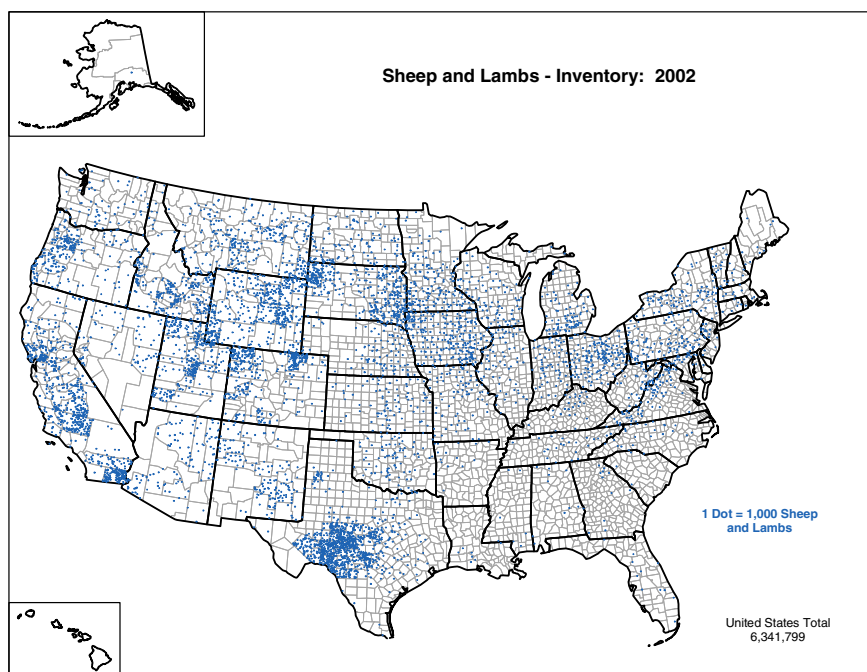 Sheep and Lambs - Inventory: 2002
1 Dot = 1,000 Sheep
and Lambs
United States Total
6,341,799